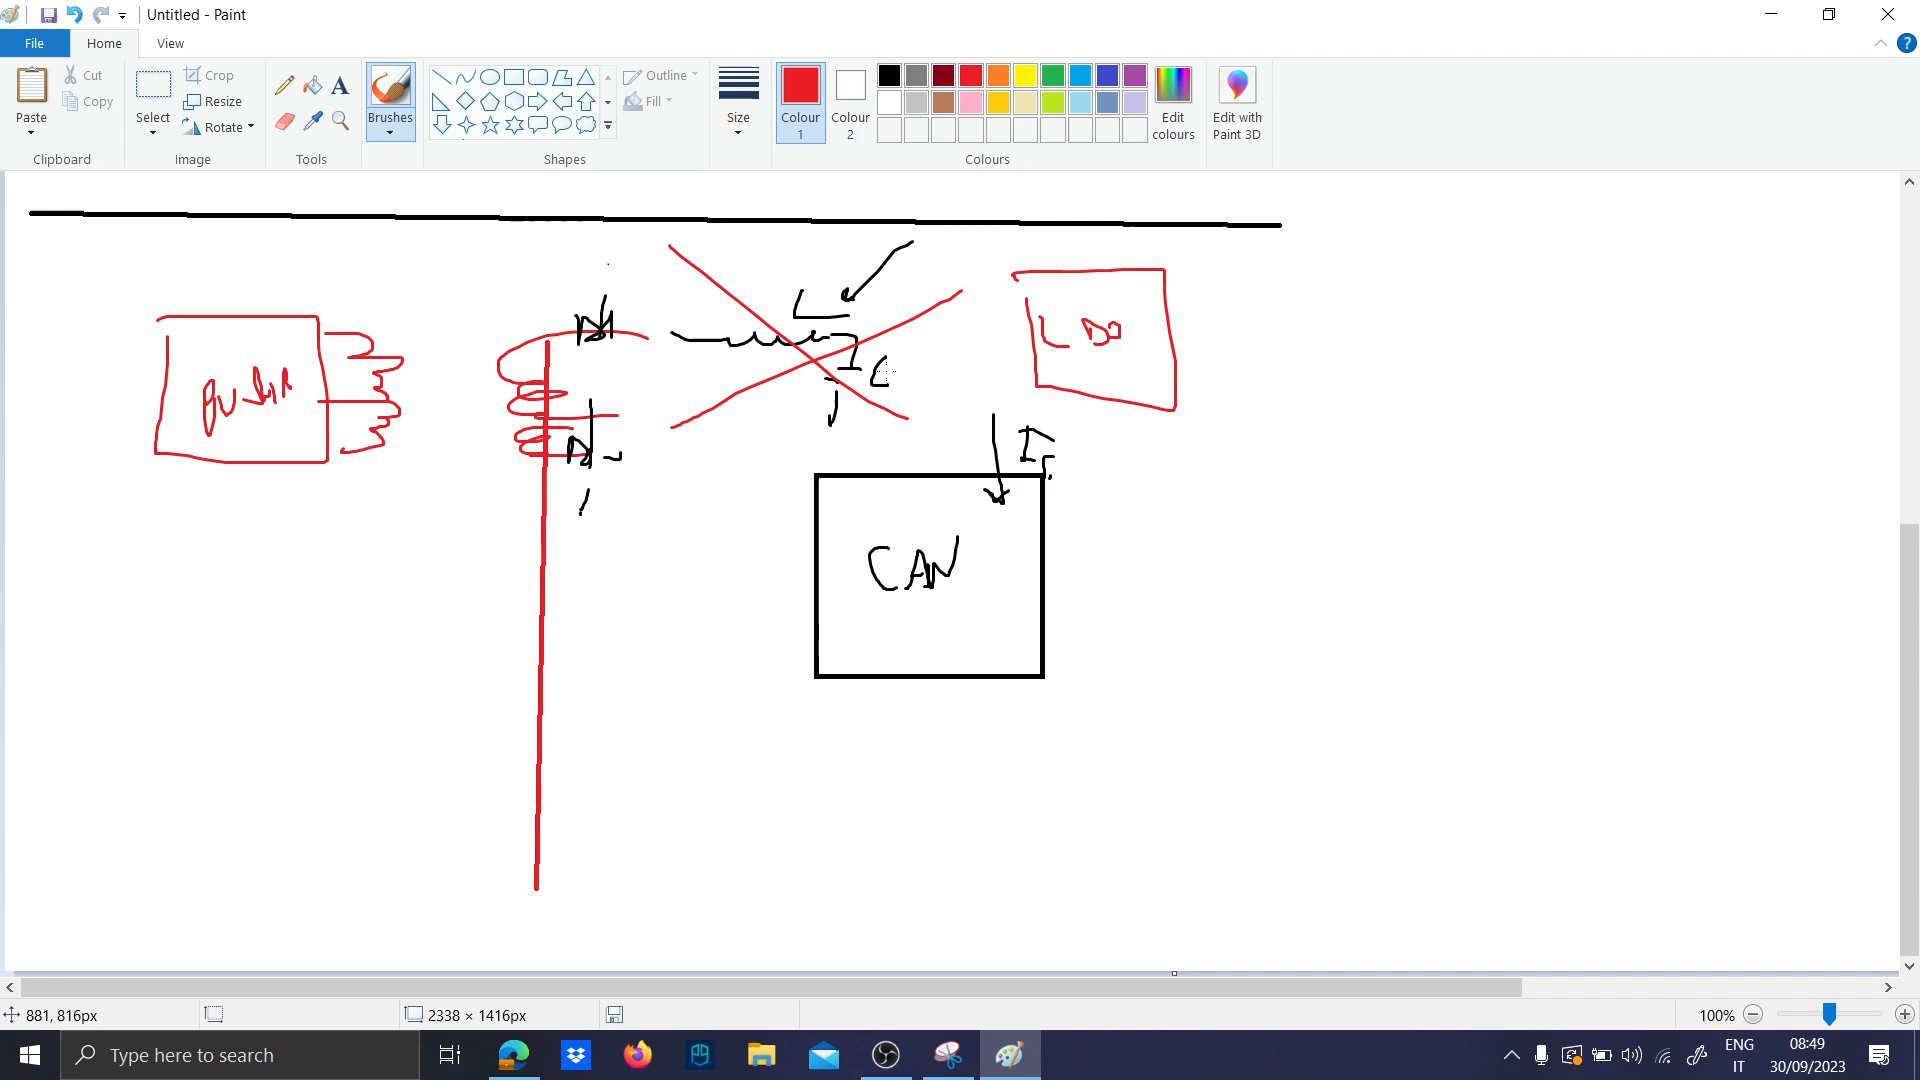 Untitled - Paint
File
Home
View
Paste
Cut
Copy
Clipboard
Select
Crop
Resize
Rotate
Image
Tools
Brushes
Outline
Fill
Shapes
Size
Colour 1
Colour 2
Edit colours
Edit with Paint 3D
Colours
L
C
LDO
CAN
881, 816px
2338 × 1416px
100%
Type here to search
ENG
IT
08:49
30/09/2023